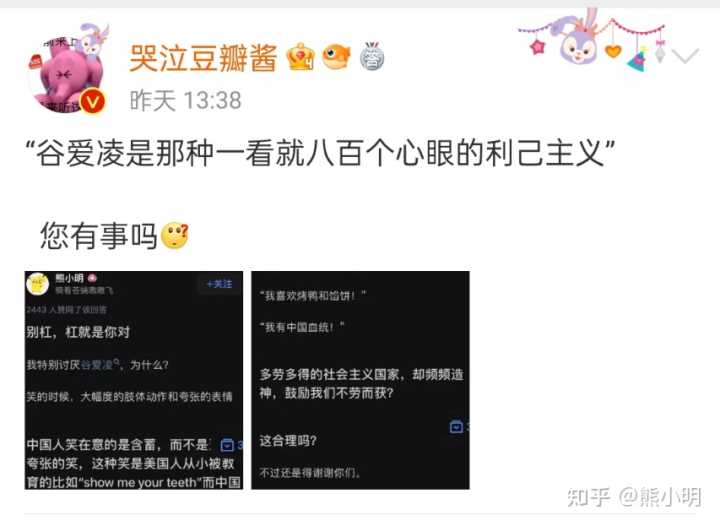 哭泣豆瓣酱
昨天 13:38
“谷爱凌是那种一看就八百个心眼的利己主义”
您有事吗
熊小明
骑着苍蝇嗷嗷飞
+关注
2443 人赞同了该回答
别杠，杠就是你对
我特别讨厌谷爱凌，为什么？
笑的时候，大幅度的肢体动作和夸张的表情
中国人笑在意的是含蓄，而不是
夸张的笑，这种笑是美国人从小被教
育的比如“show me your teeth”而中国
“我喜欢烤鸭和馅饼！”
“我有中国血统！”
多劳多得的社会主义国家，却频频造
神，鼓励我们不劳而获？
这合理吗？
不过还是得谢谢你们。
知乎 @熊小明